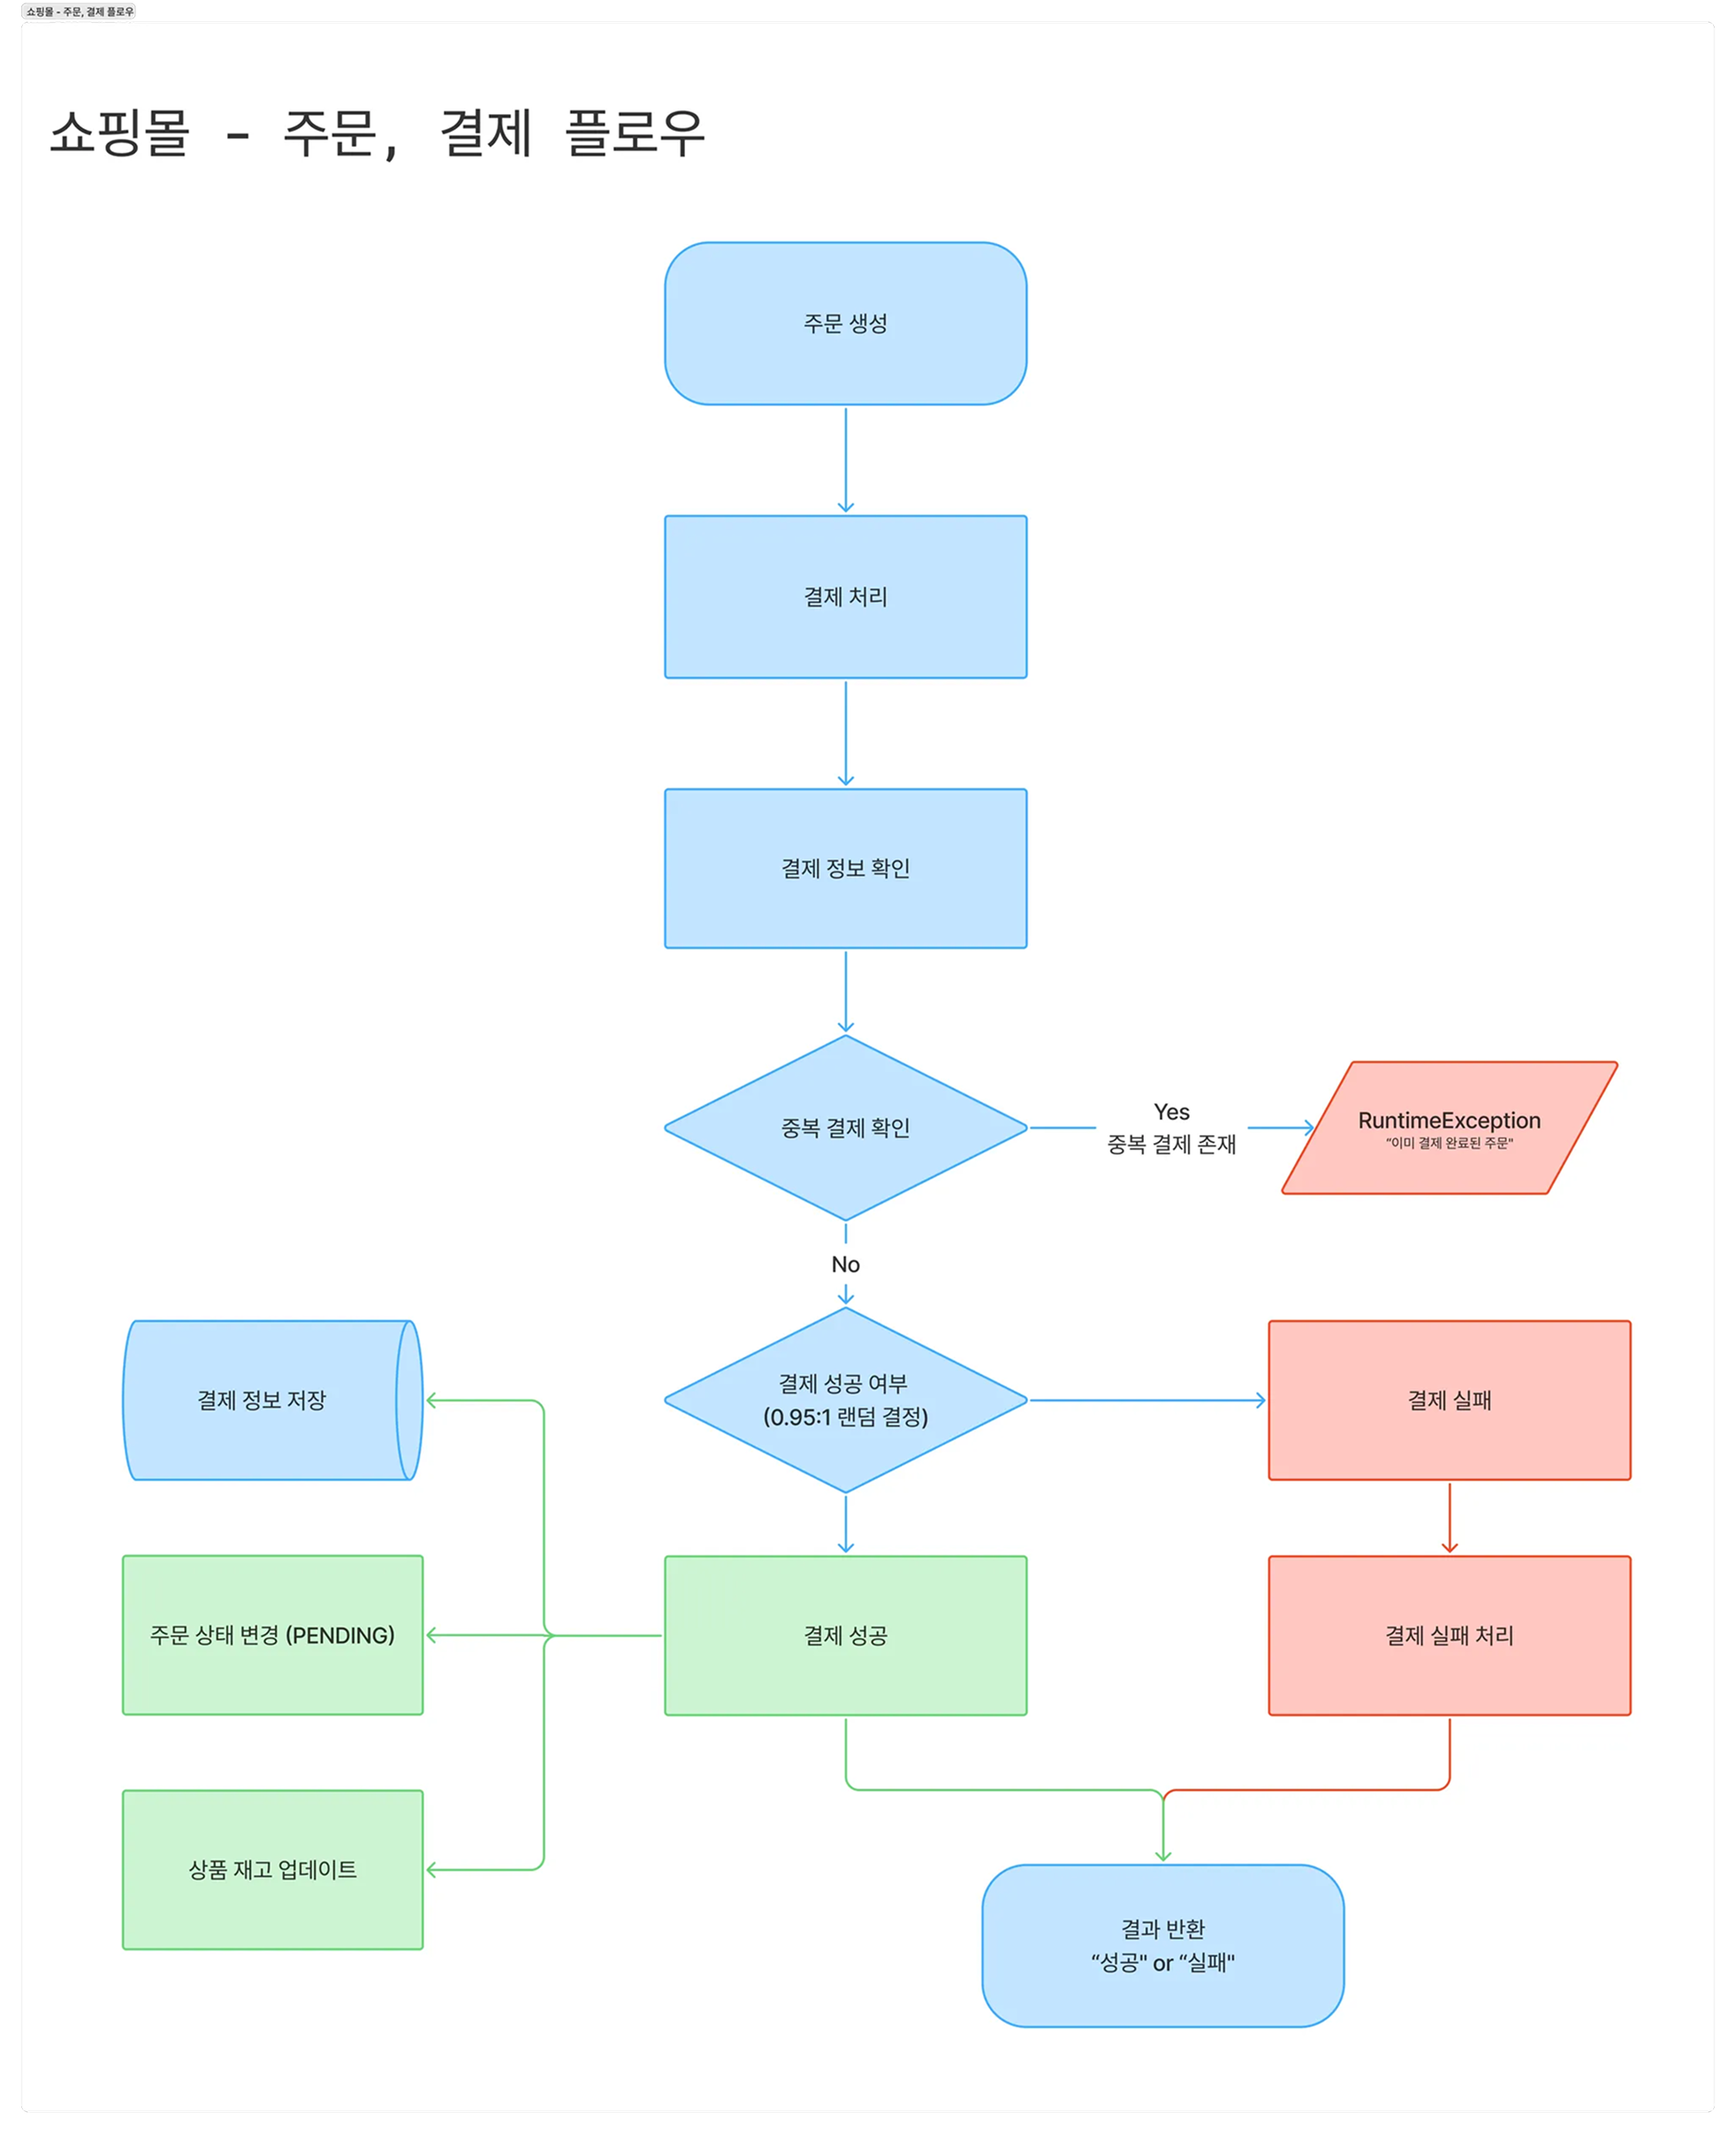 쇼핑몰 - 주문, 결제 플로우
쇼핑몰 - 주문, 결제 플로우
주문 생성
결제 처리
결제 정보 확인
중복 결제 확인
Yes
중복 결제 존재
RuntimeException
“이미 결제 완료된 주문"
No
결제 정보 저장
결제 성공 여부
(0.95:1 랜덤 결정)
결제 실패
주문 상태 변경 (PENDING)
결제 성공
결제 실패 처리
상품 재고 업데이트
결과 반환
“성공" or “실패"